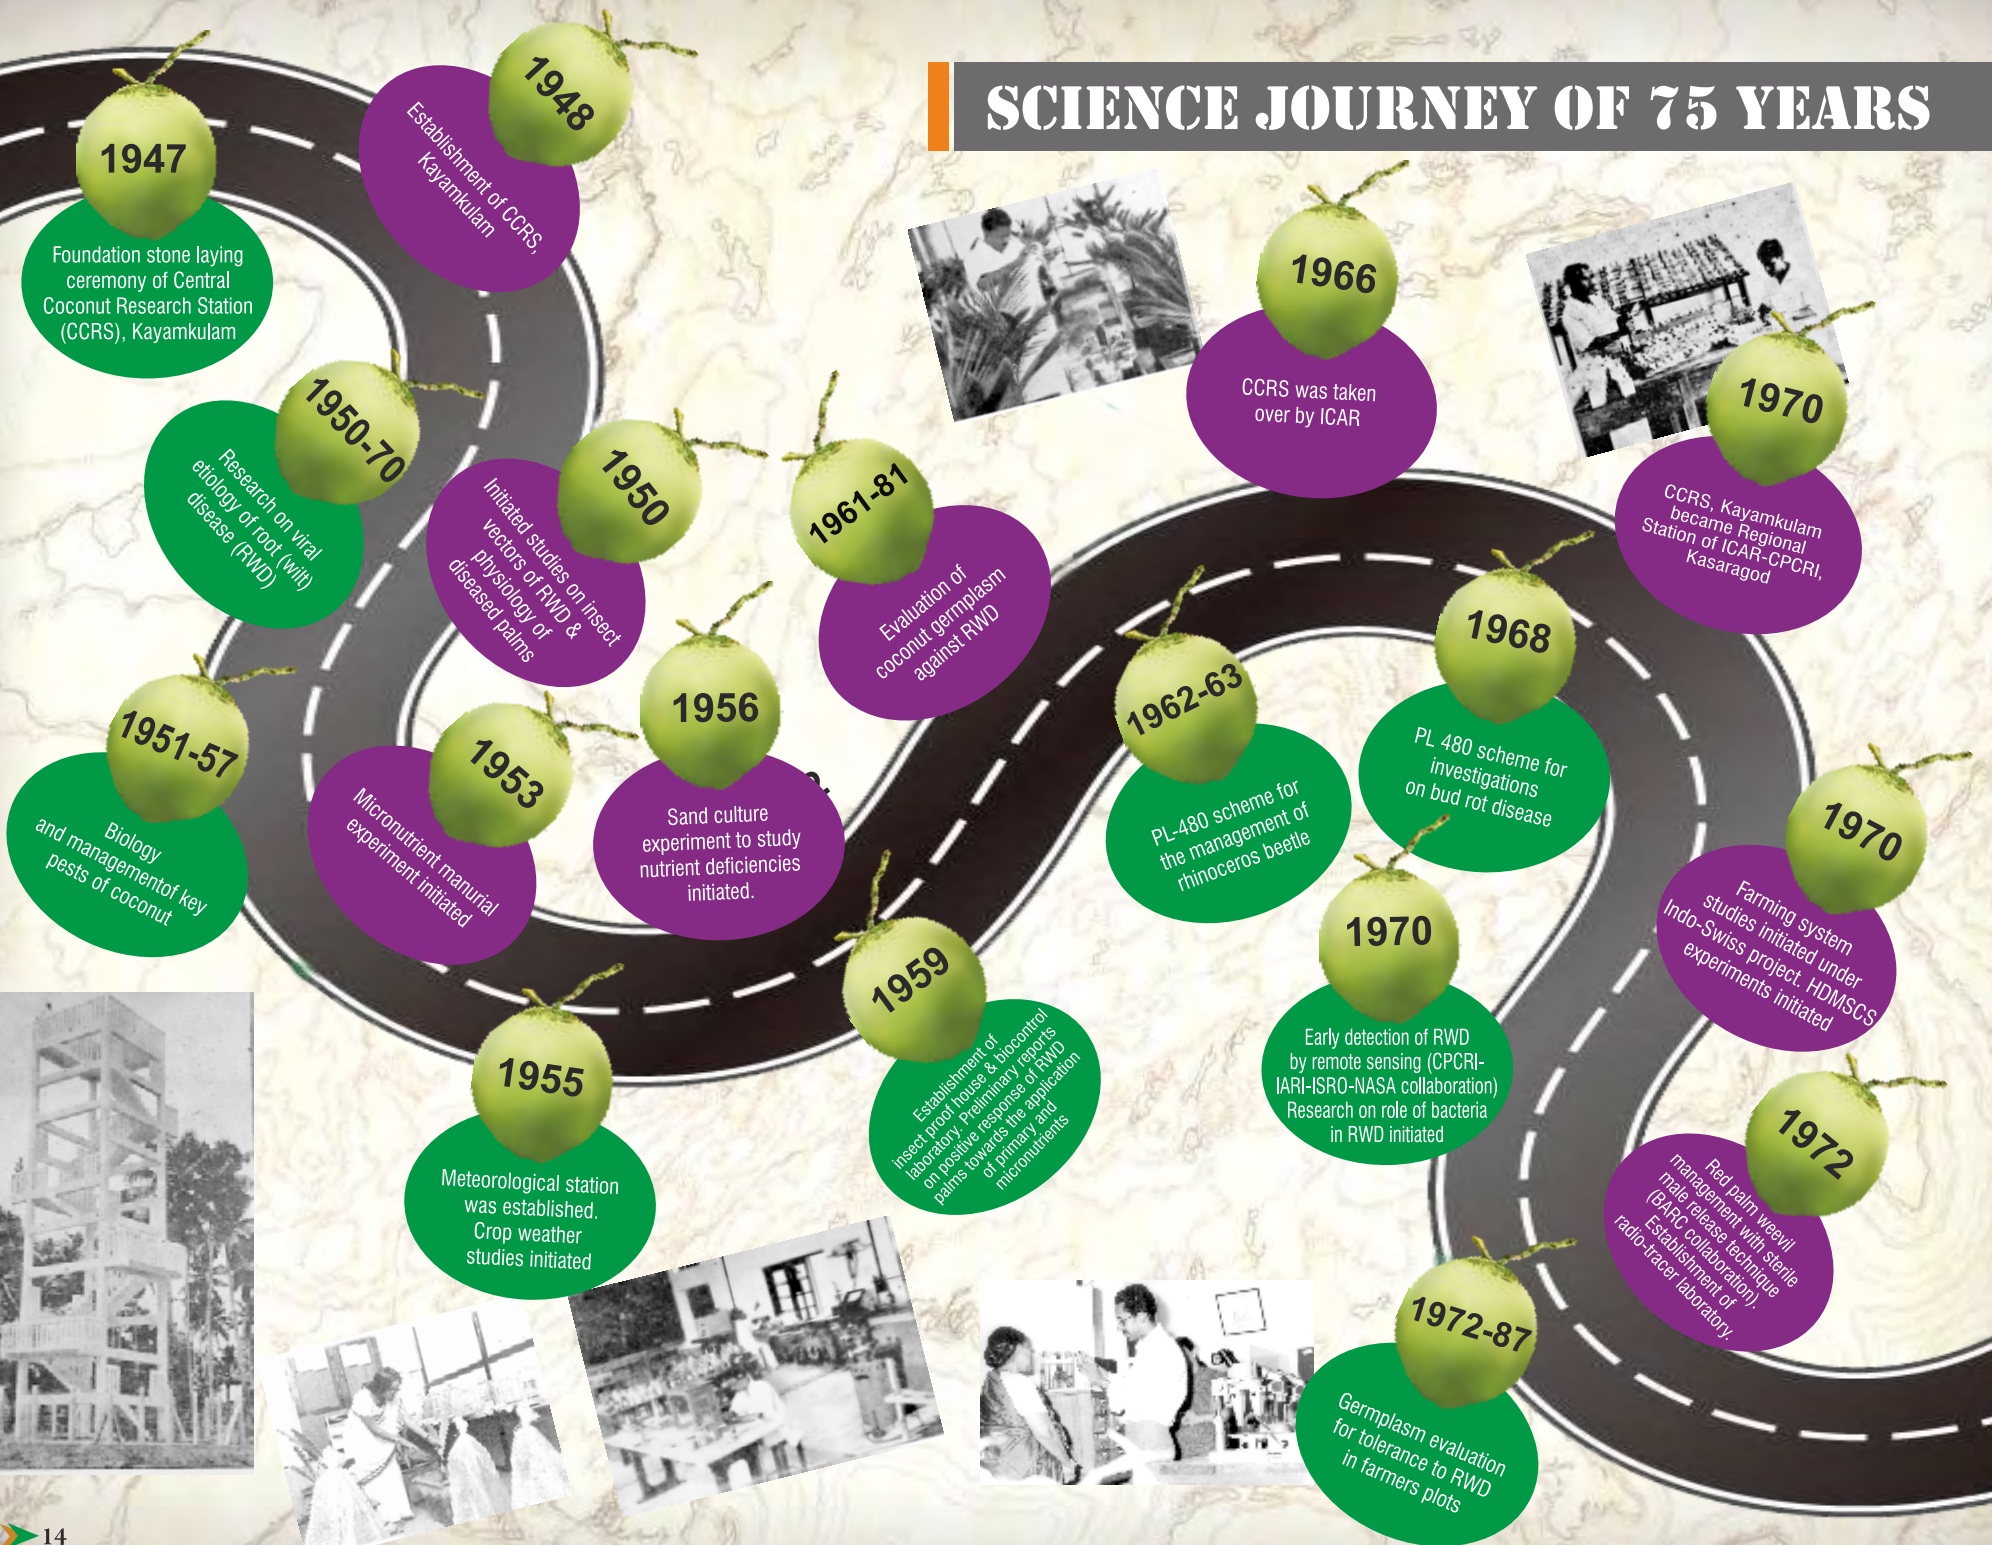 SCIENCE JOURNEY OF 75 YEARS
1947
Foundation stone laying
ceremony of Central
Coconut Research Station
(CCRS), Kayamkulam
1948
Establishment of CCRS,
Kayamkulam
1950-70
Research on viral
etiology of root (wilt)
disease (RWD)
1950
Initiated studies on insect
vectors of RWD &
physiology of
diseased palms
1951-57
Biology
and managementof key
pests of coconut
1953
Micronutrient manurial
experiment initiated
1955
Meteorological station
was established.
Crop weather
studies initiated
1956
Sand culture
experiment to study
nutrient deficiencies
initiated.
1959
Establishment of
insect proof house & biocontrol
laboratory. Preliminary reports
on positive response of RWD
palms towards the application
of primary and
micronutrients
1961-81
Evaluation of
coconut germplasm
against RWD
1962-63
PL-480 scheme for
the management of
rhinoceros beetle
1966
CCRS was taken
over by ICAR
1968
PL 480 scheme for
investigations
on bud rot disease
1970
CCRS, Kayamkulam
became Regional
Station of ICAR-CPCRI,
Kasaragod
1970
Early detection of RWD
by remote sensing (CPCRI-
IARI-ISRO-NASA collaboration)
Research on role of bacteria
in RWD initiated
1970
Farming system
studies initiated under
Indo-Swiss project. HDMSCS
experiments initiated
1972
Red palm weevil
management with sterile
male release technique
(BARC collaboration).
Establishment of
radio-tracer laboratory.
1972-87
Germplasm evaluation
for tolerance to RWD
in farmers plots
14